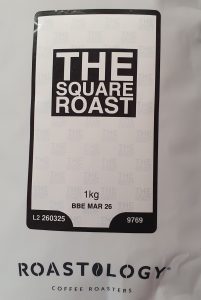 THE
SQUARE
ROAST
1kg
BBE MAR 26
L2 260325 9769
ROASTOLOGY
COFFEE ROASTERS